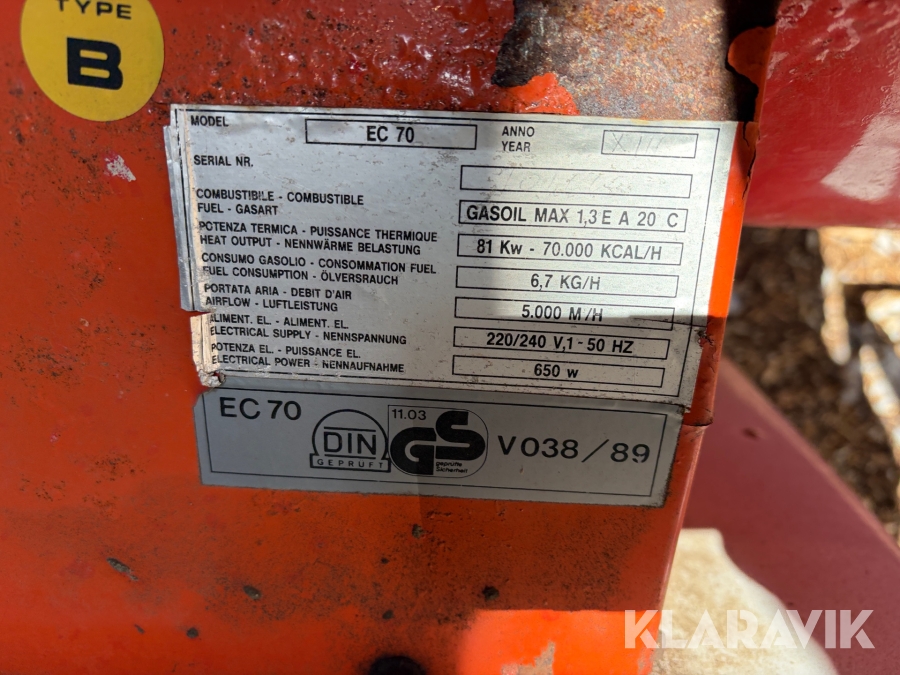 TYPE
B
MODEL EC 70 ANNO
YEAR
SERIAL NR.
COMBUSTIBILE - COMBUSTIBLE
FUEL - GASART GASOIL MAX 1,3 E A 20 C
POTENZA TERMICA - PUISSANCE THERMIQUE
HEAT OUTPUT - NENNWÄRME BELASTUNG 81 Kw - 70.000 KCAL/H
CONSUMO GASOLIO - CONSOMMATION FUEL
FUEL CONSUMPTION - ÖLVERSRAUCH 6,7 KG/H
PORTATA ARIA - DEBIT D'AIR
AIRFLOW - LUFTLEISTUNG 5.000 M /H
ALIMENT. EL. - ALIMENT. EL.
ELECTRICAL SUPPLY - NENNSPANNUNG 220/240 V,1 - 50 HZ
POTENZA EL. - PUISSANCE EL.
ELECTRICAL POWER - NENNAUFNAHME 650 w
EC 70
DIN
GEPRUFT
11.03
GS
geprüfte
Sicherheit
V038/89
KLARAVIK